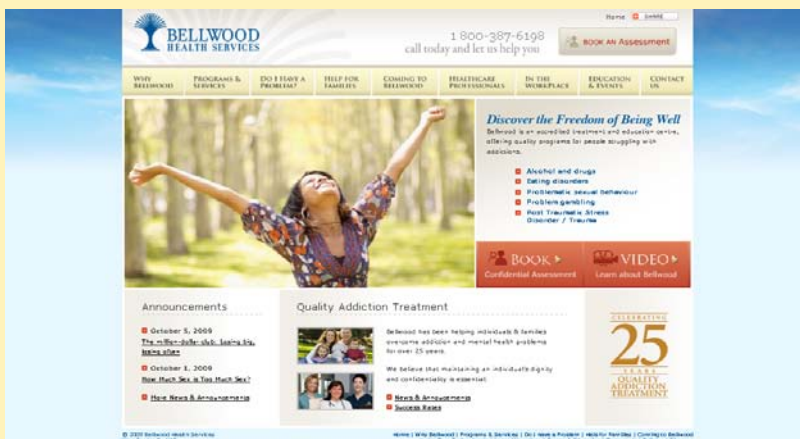 Home SHARE
BELLWOOD
HEALTH SERVICES
1 800-387-6198
call today and let us help you
BOOK AN Assessment
WHY BELLWOOD
PROGRAMS & SERVICES
DO I HAVE A PROBLEM?
HELP FOR FAMILIES
COMING TO BELLWOOD
HEALTHCARE PROFESSIONALS
IN THE WORKPLACE
EDUCATION & EVENTS
CONTACT US
Discover the Freedom of Being Well
Bellwood is an accredited treatment and education centre,
offering quality programs for people struggling with
addictions.
Alcohol and drugs
Eating disorders
Problematic sexual behaviour
Problem gambling
Post Traumatic Stress
Disorder / Trauma
BOOK
Confidential Assessment
VIDEO
Learn about Bellwood
Announcements
October 5, 2009
The million-dollar club: Losing big,
losing often
October 1, 2009
How Much Sex is Too Much Sex?
More News & Announcements
Quality Addiction Treatment
Bellwood has been helping individuals & families
overcome addiction and mental health problems
for over 25 years.
We believe that maintaining an individual's dignity
and confidentiality is essential.
News & Announcements
Success Rates
CELEBRATING
25
YEARS
QUALITY
ADDICTION
TREATMENT
© 2009 Bellwood Health Services
Home | Why Bellwood | Programs & Services | Do I Have a Problem | Help for Families | Coming to Bellwood